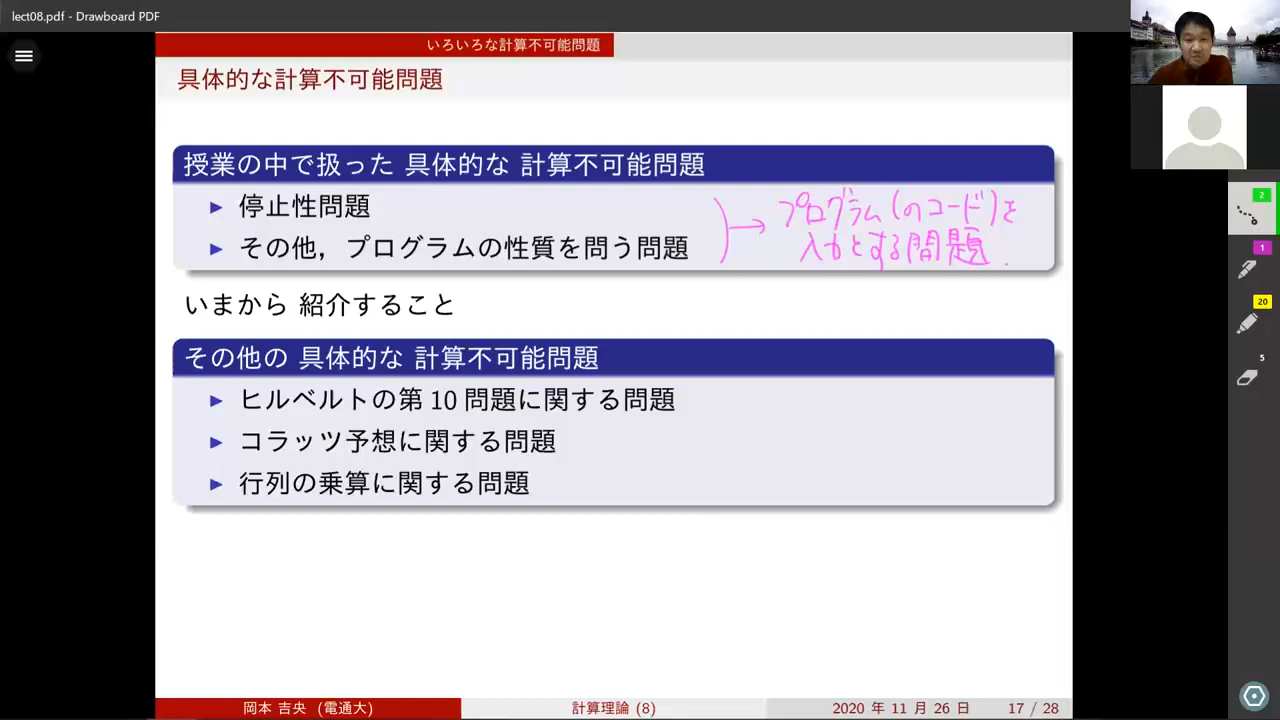 lect08.pdf - Drawboard PDF
いろいろな計算不可能問題
具体的な計算不可能問題
授業の中で扱った 具体的な 計算不可能問題
▶ 停止性問題
▶ その他，プログラムの性質を問う問題
プログラム(のコード)を
入力とする問題.
いまから 紹介すること
その他の 具体的な 計算不可能問題
▶ ヒルベルトの第 10 問題に関する問題
▶ コラッツ予想に関する問題
▶ 行列の乗算に関する問題
岡本 吉央 (電通大)
計算理論 (8)
2020 年 11 月 26 日
17 / 28
2
1
20
5